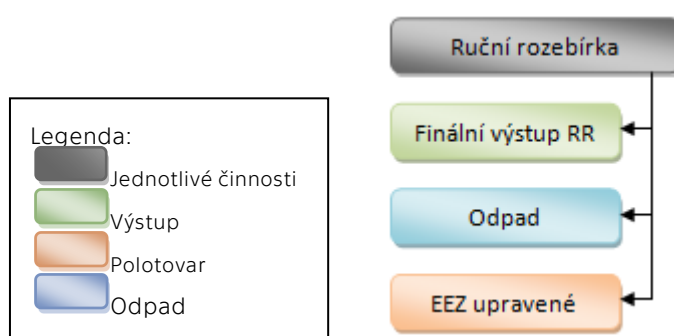 Ruční rozebírka
Legenda:
Jednotlivé činnosti
Výstup
Polotovar
Odpad
Finální výstup RR
Odpad
EEZ upravené